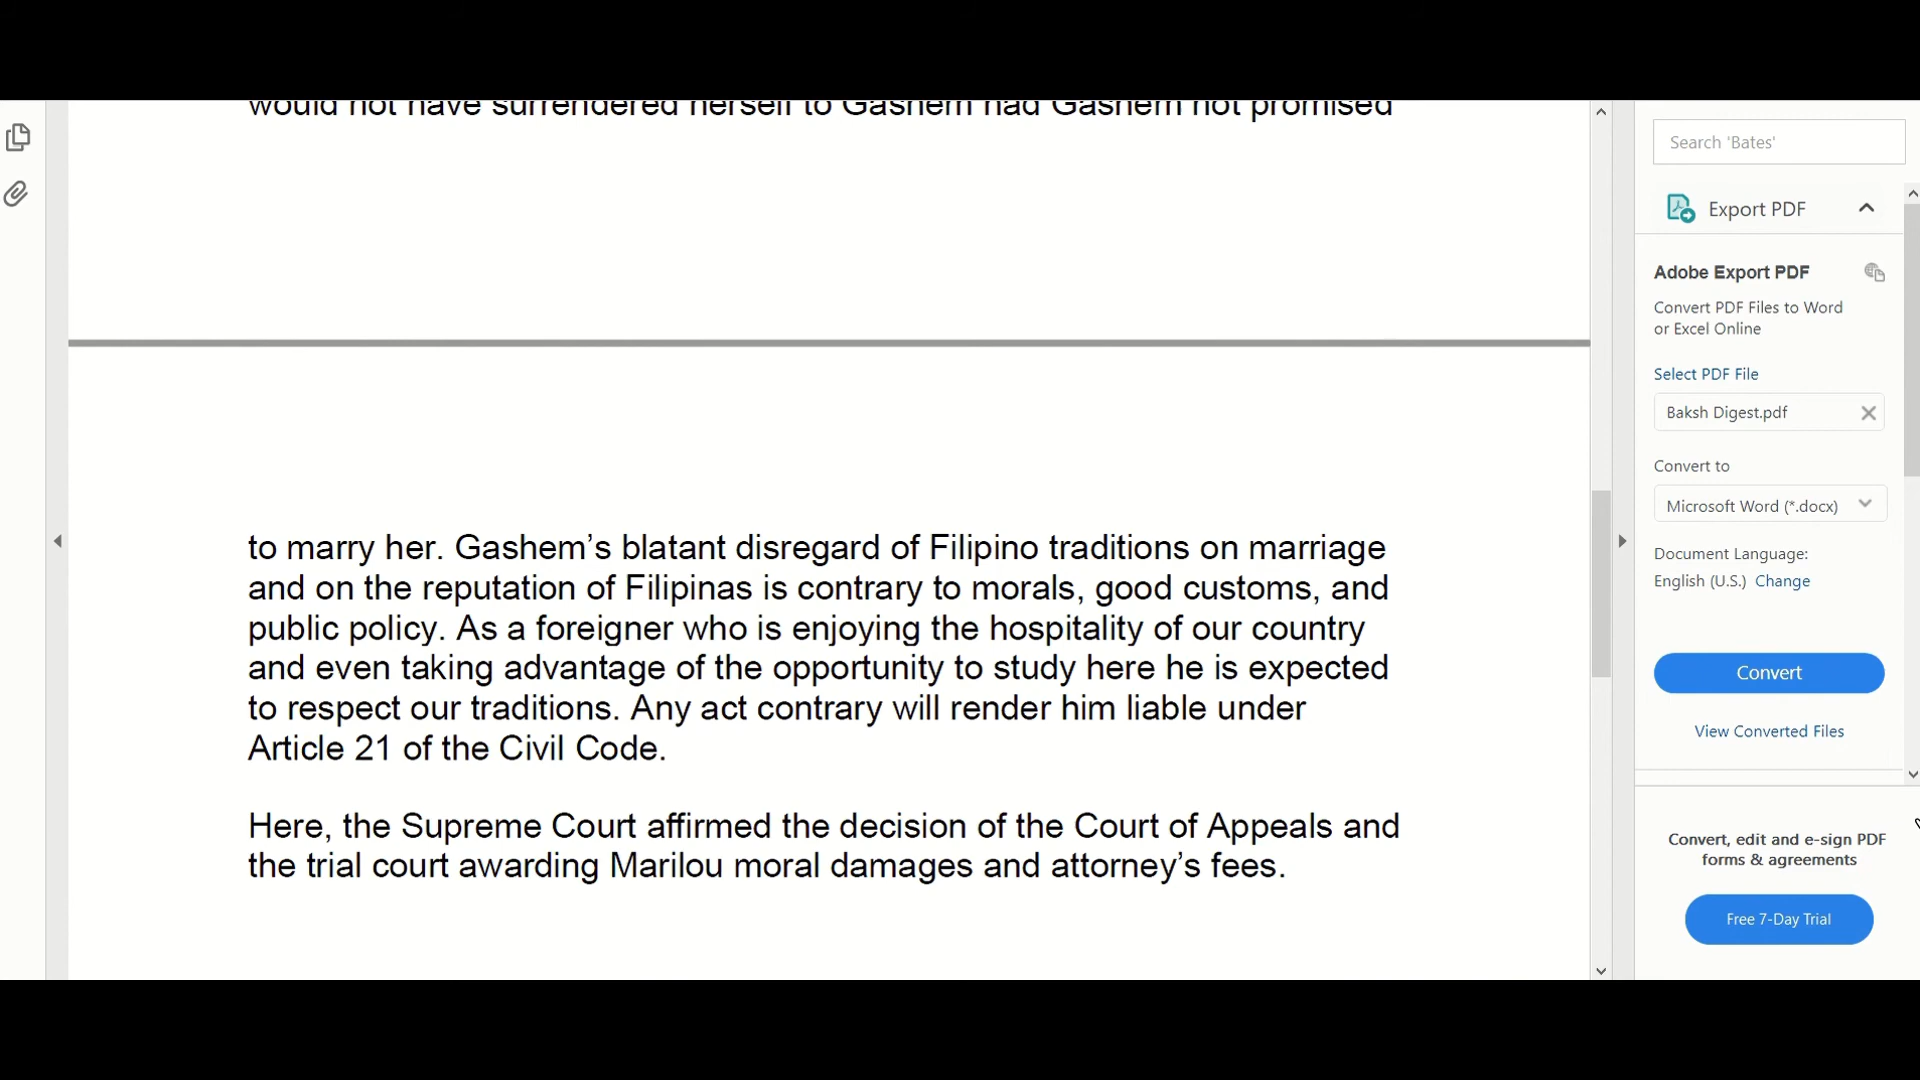 would not have surrendered herself to Gashem had Gashem not promised
to marry her. Gashem’s blatant disregard of Filipino traditions on marriage
and on the reputation of Filipinas is contrary to morals, good customs, and
public policy. As a foreigner who is enjoying the hospitality of our country
and even taking advantage of the opportunity to study here he is expected
to respect our traditions. Any act contrary will render him liable under
Article 21 of the Civil Code.
Here, the Supreme Court affirmed the decision of the Court of Appeals and
the trial court awarding Marilou moral damages and attorney’s fees.
Search 'Bates'
Export PDF
Adobe Export PDF
Convert PDF Files to Word
or Excel Online
Select PDF File
Baksh Digest.pdf
Convert to
Microsoft Word (*.docx)
Document Language:
English (U.S.) Change
Convert
View Converted Files
Convert, edit and e-sign PDF
forms & agreements
Free 7-Day Trial